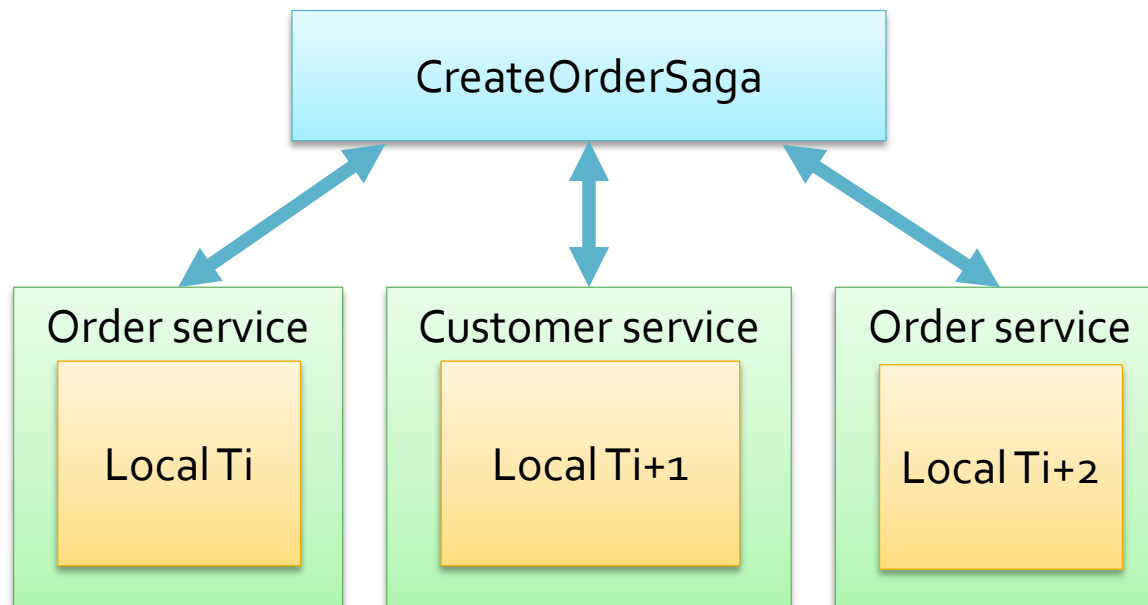 CreateOrderSaga
Order service
Customer service
Order service
Local Ti
Local Ti+1
Local Ti+2